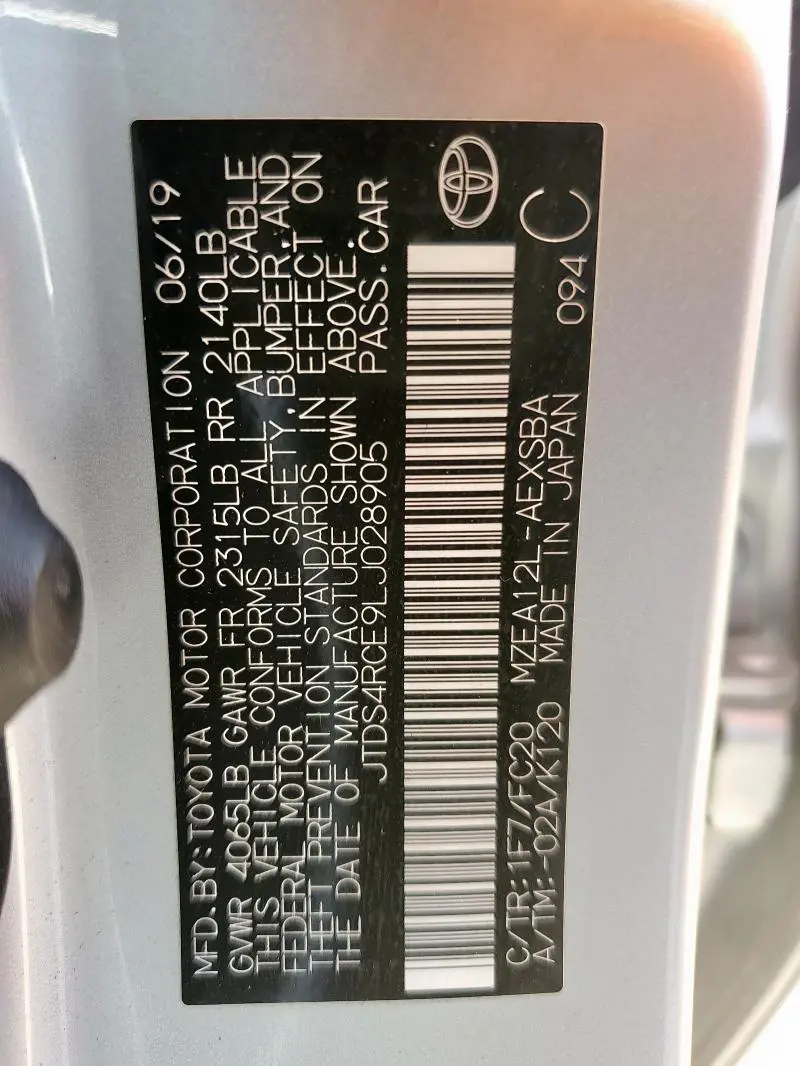 MFD.BY:TOYOTA MOTOR CORPORATION 06/19
GVWR 4065LB GAWR FR 2315LB RR 2140LB
THIS VEHICLE CONFORMS TO ALL APPLICABLE
FEDERAL MOTOR VEHICLE SAFETY, BUMPER, AND
THEFT PREVENTION STANDARDS IN EFFECT ON
THE DATE OF MANUFACTURE SHOWN ABOVE.
JTDS4RCE9LJ028905 PASS.CAR
C/TR:1F7/FC20 MZEA12L-AEXSBA
A/TM:-02A/K120 MADE IN JAPAN 094 C